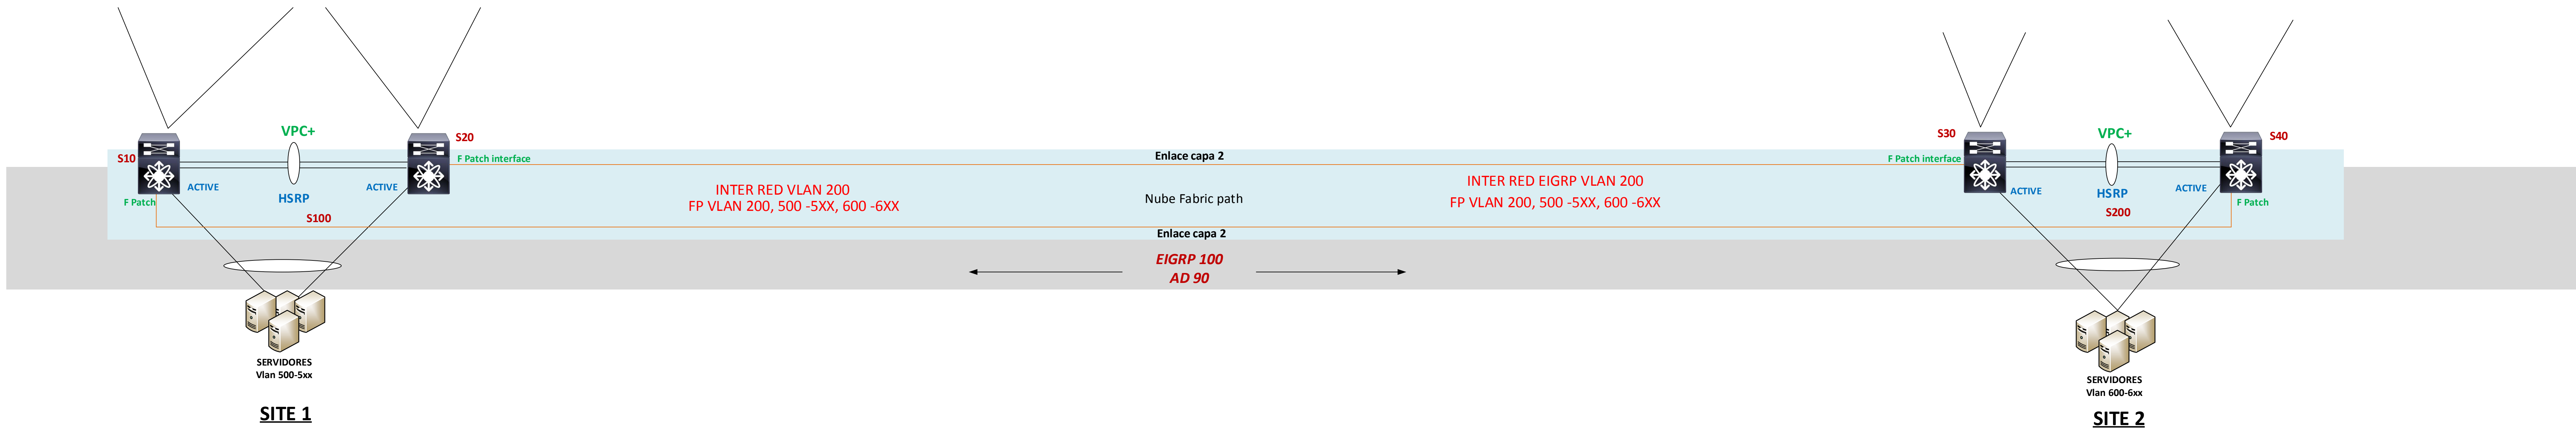 VPC+
S10
S20
F Patch interface
ACTIVE
ACTIVE
HSRP
F Patch
S100
SERVIDORES
Vlan 500-5xx
SITE 1
Enlace capa 2
INTER RED VLAN 200
FP VLAN 200, 500 -5XX, 600 -6XX
Nube Fabric path
INTER RED EIGRP VLAN 200
FP VLAN 200, 500 -5XX, 600 -6XX
Enlace capa 2
EIGRP 100
AD 90
S30
VPC+
S40
F Patch interface
ACTIVE
ACTIVE
HSRP
F Patch
S200
SERVIDORES
Vlan 600-6xx
SITE 2